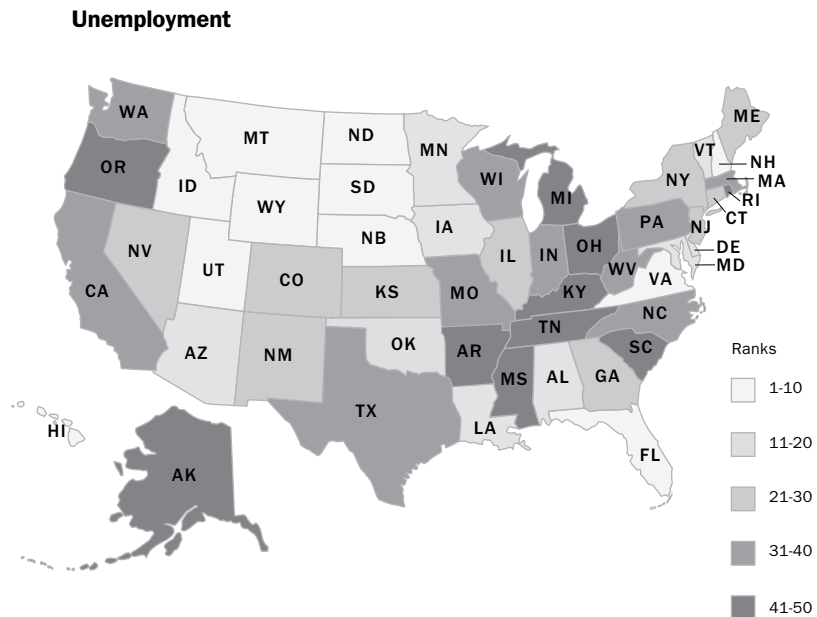 Unemployment
WA
MT
ND
MN
ME
VT
NH
OR
ID
SD
WI
NY
MA
MI
RI
WY
CT
PA
IA
NJ
NB
NV
OH
DE
IL
IN
MD
UT
CO
WV
VA
CA
KS
MO
KY
NC
TN
OK
SC
AZ
NM
AR
Ranks
MS
AL
GA
1-10
TX
LA
HI
11-20
FL
AK
21-30
31-40
41-50